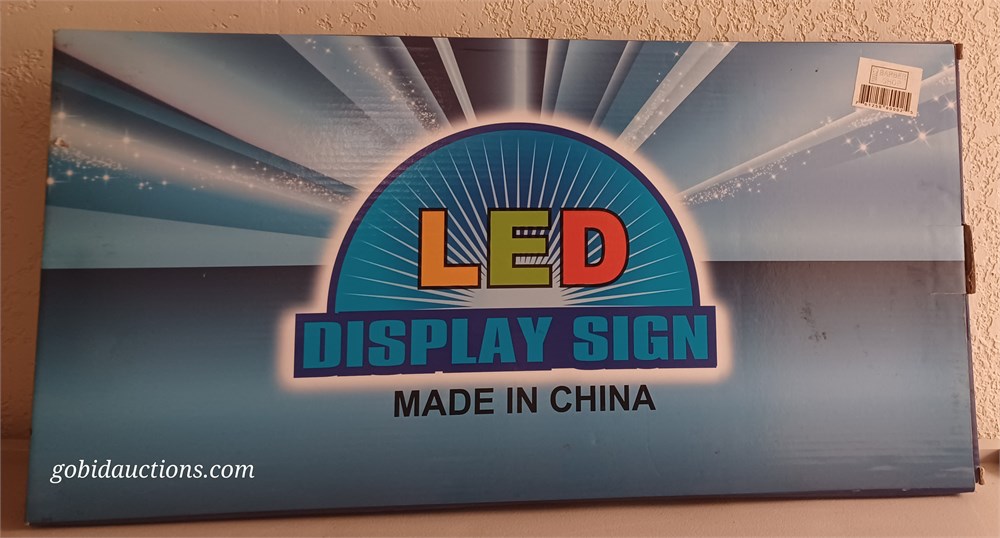 LED
DISPLAY SIGN
MADE IN CHINA
gobidauctions.com